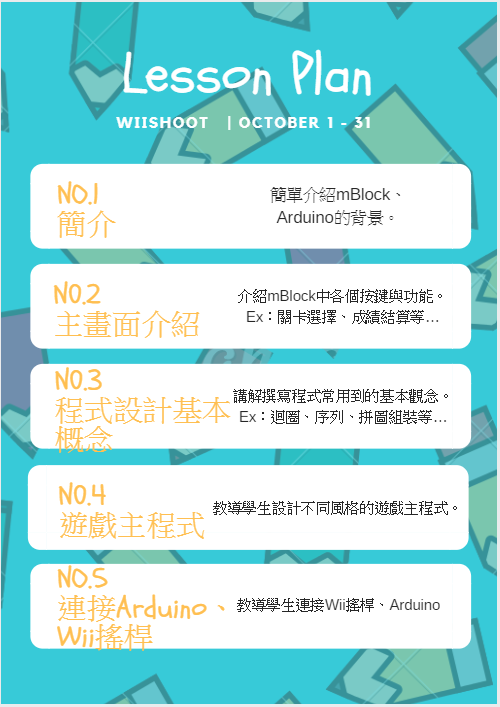 Lesson Plan
WIISHOOT | OCTOBER 1 - 31
NO.1
簡介
簡單介紹mBlock、
Arduino的背景。
NO.2
主畫面介紹
介紹mBlock中各個按鍵與功能。
Ex：關卡選擇、成績結算等...
NO.3
程式設計基本
概念
講解撰寫程式常用到的基本觀念。
Ex：迴圈、序列、拼圖組裝等...
NO.4
遊戲主程式
教導學生設計不同風格的遊戲主程式。
NO.5
連接Arduino、
Wii搖桿
教導學生連接Wii搖桿、Arduino